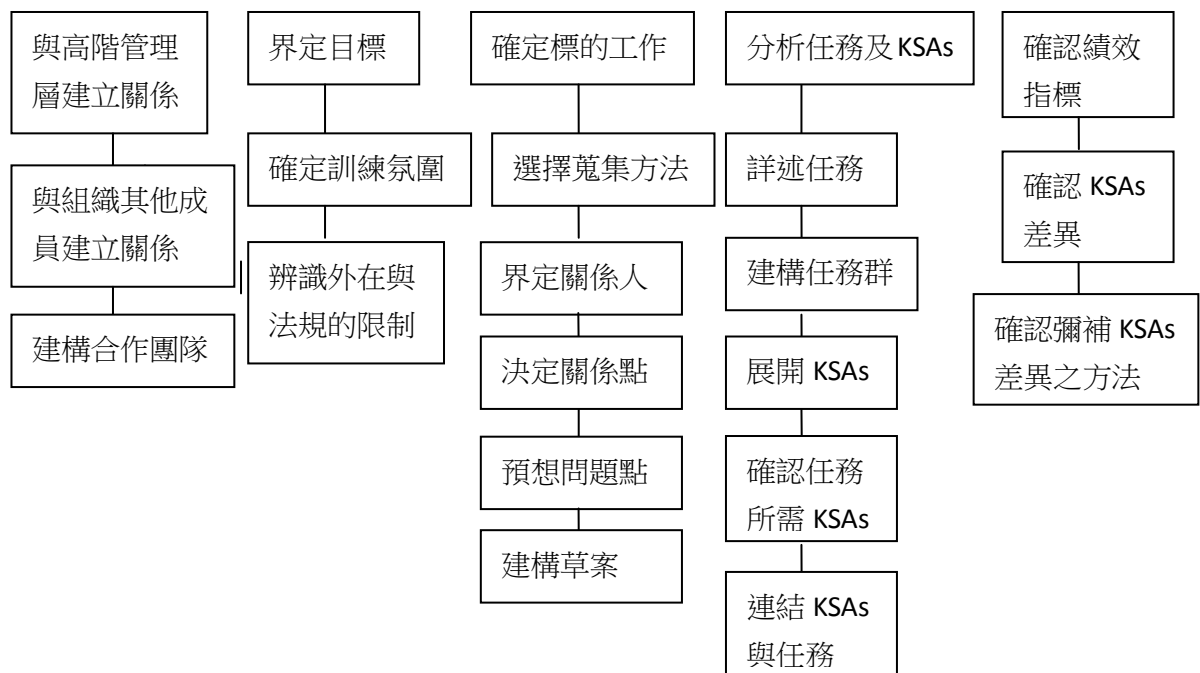 與高階管理
層建立關係
與組織其他成
員建立關係
建構合作團隊
界定目標
確定訓練氛圍
辨識外在與
法規的限制
確定標的工作
選擇蒐集方法
界定關係人
決定關係點
預想問題點
建構草案
分析任務及 KSAs
詳述任務
建構任務群
展開 KSAs
確認任務
所需 KSAs
連結 KSAs
與任務
確認績效
指標
確認 KSAs
差異
確認彌補 KSAs
差異之方法